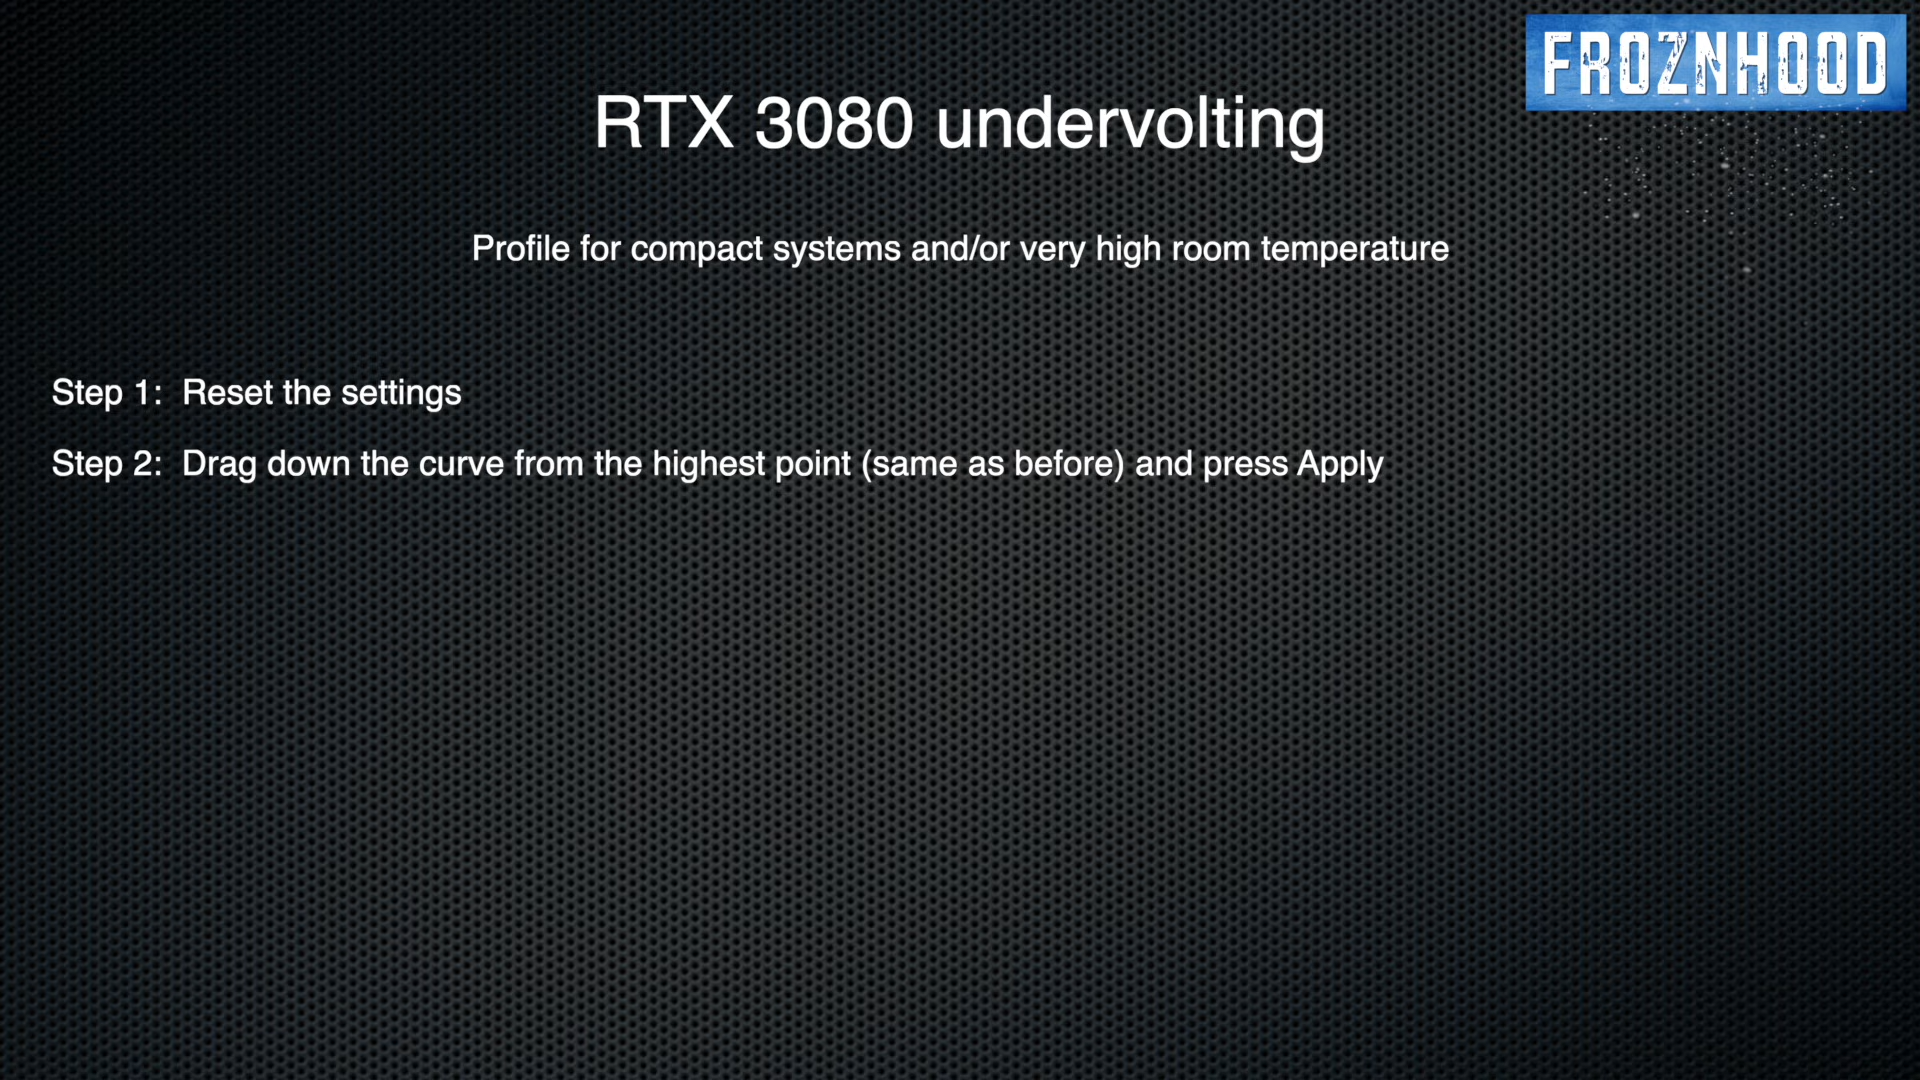 FROZNHOOD
RTX 3080 undervolting
Profile for compact systems and/or very high room temperature
Step 1: Reset the settings
Step 2: Drag down the curve from the highest point (same as before) and press Apply